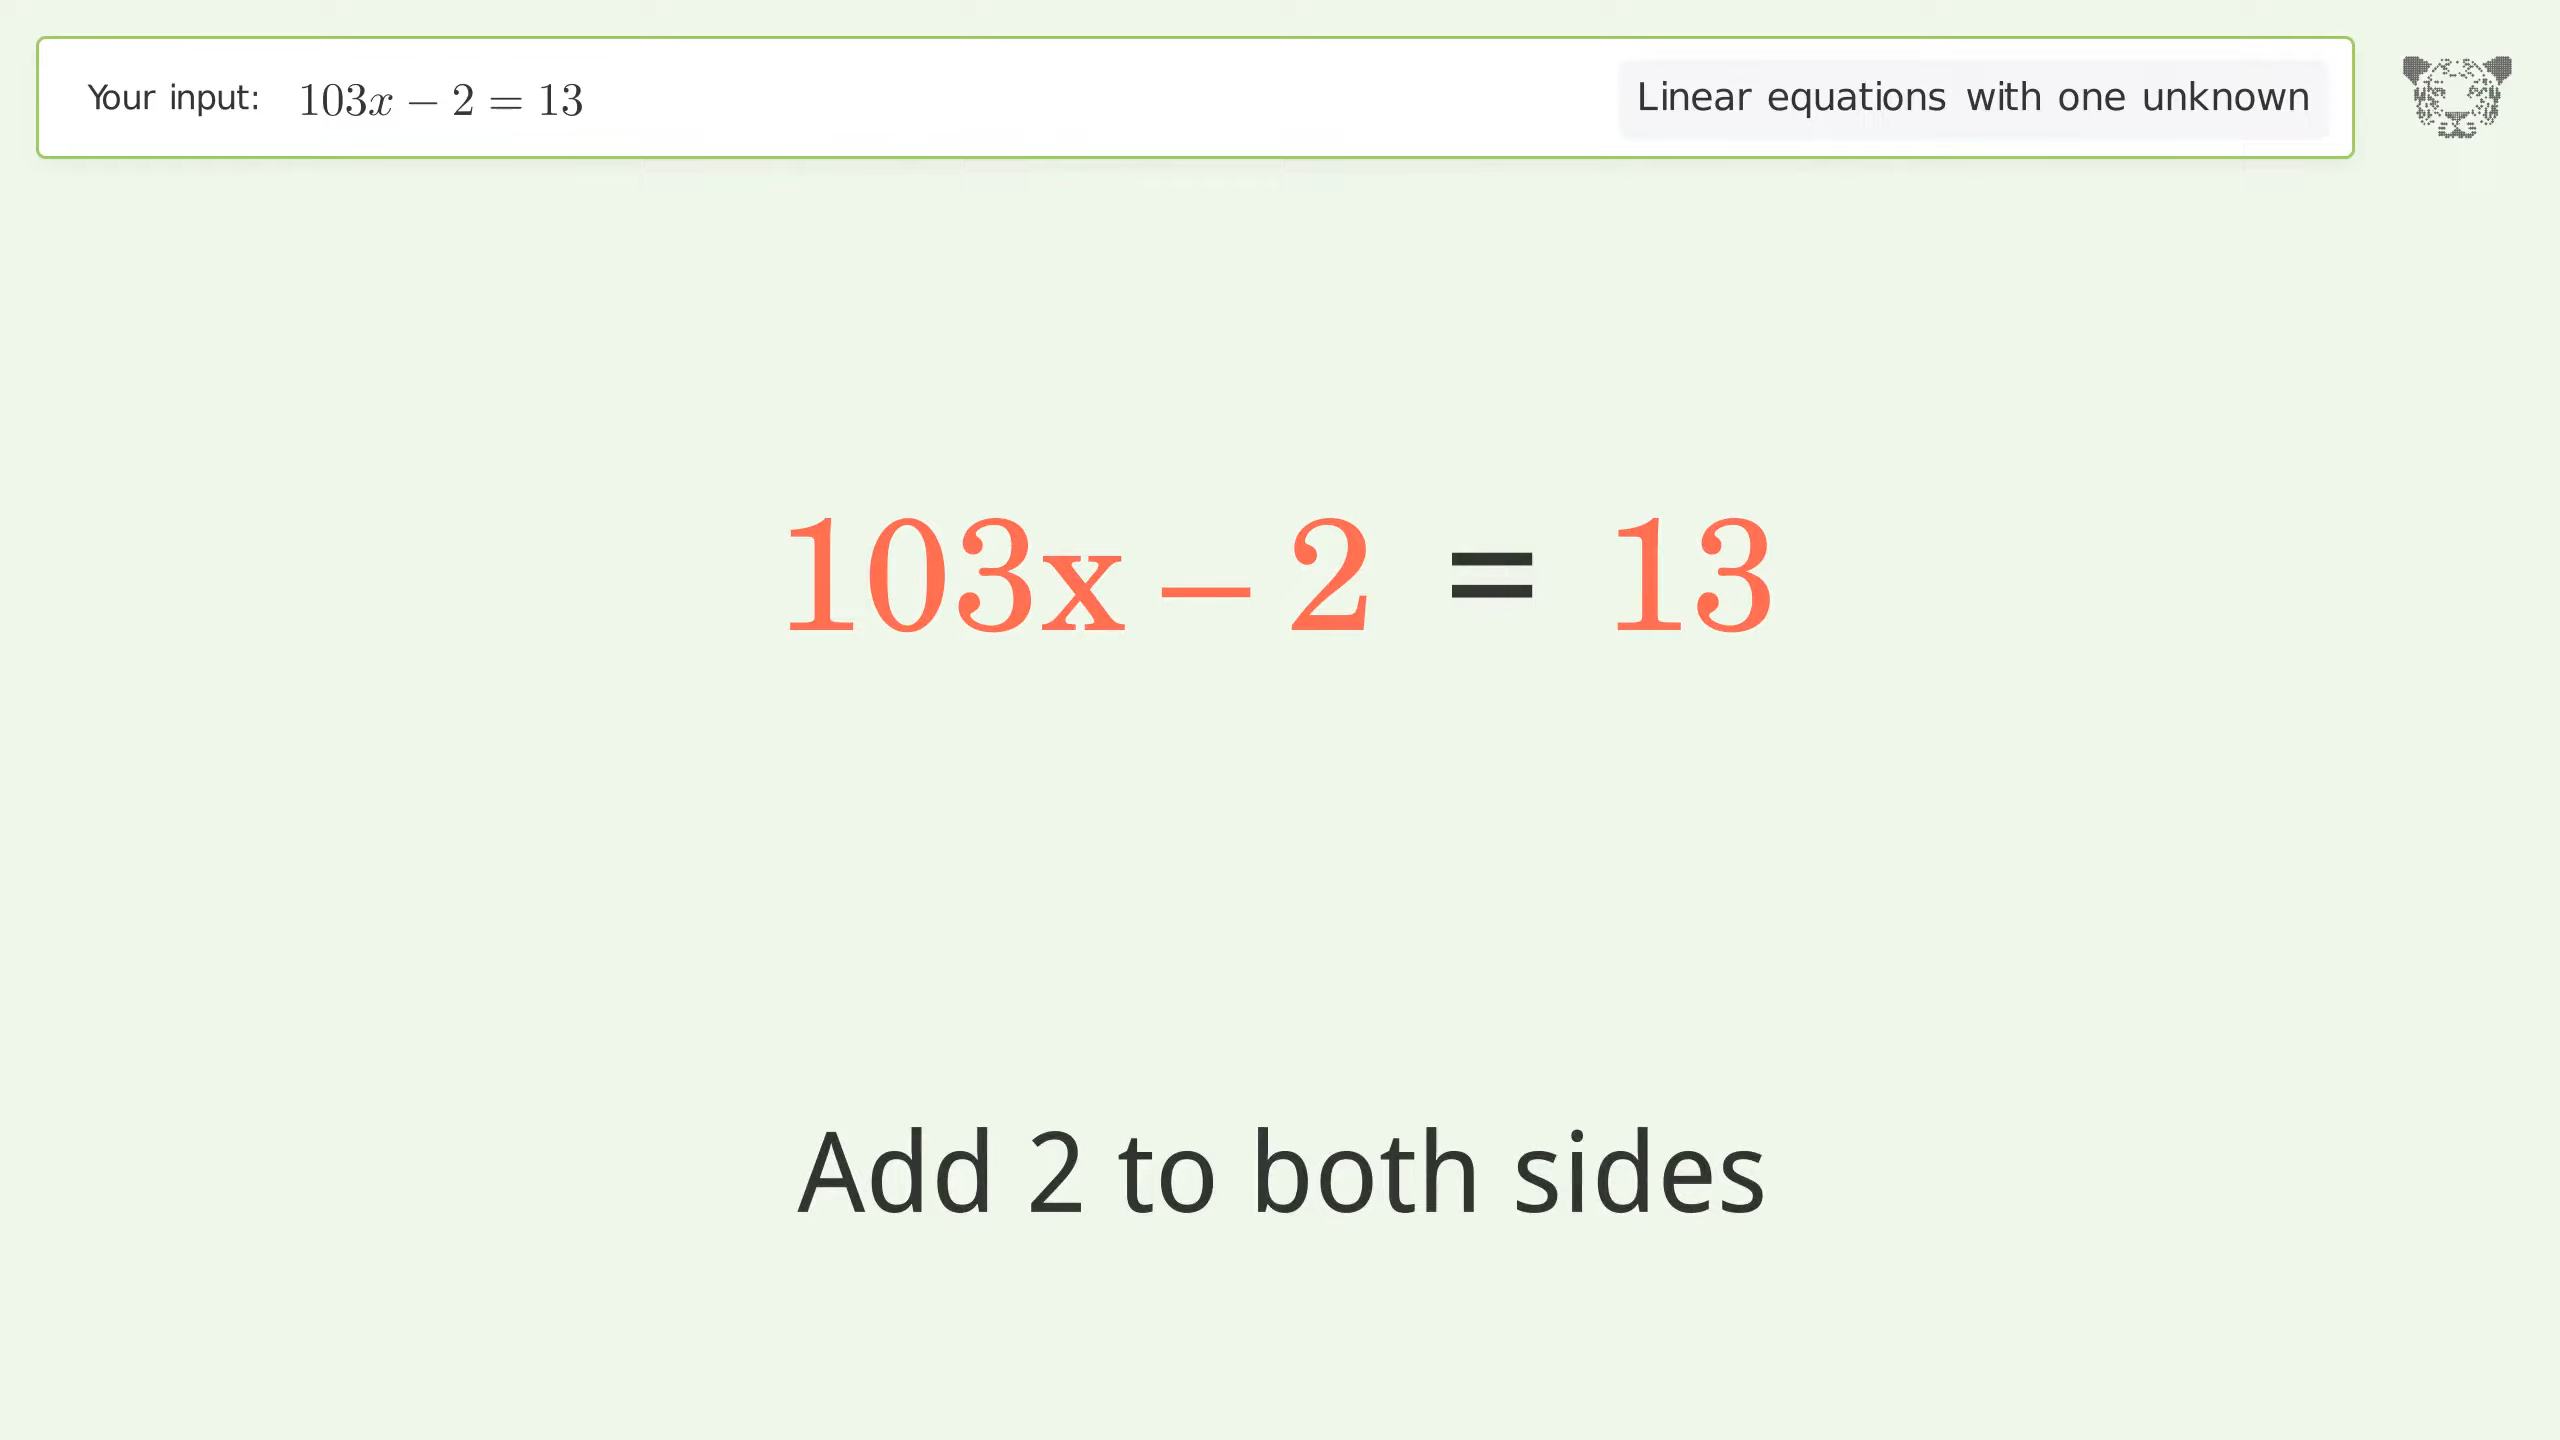 Your input: 103x − 2 = 13
Linear equations with one unknown
103x – 2 = 13
Add 2 to both sides